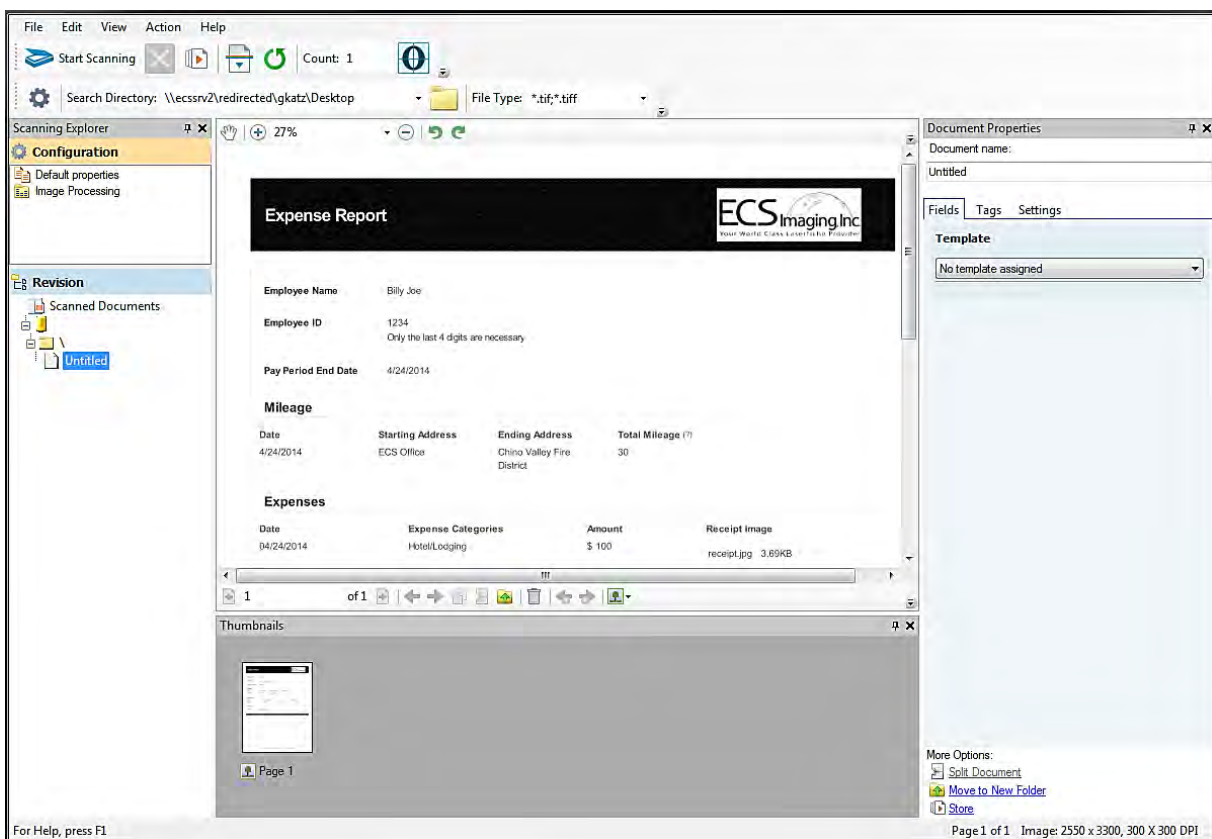 File Edit View Action Help
Start Scanning Count: 1
Search Directory: \\ecssrv2\redirected\gkatz\Desktop File Type: *.tif;*.tiff
Scanning Explorer
Configuration
Default properties
Image Processing
Revision
Scanned Documents
\
Untitled
27%
Expense Report
ECS Imaging, Inc
Your World Class Laserfiche Provider
Employee Name Billy Joe
Employee ID 1234
Only the last 4 digits are necessary
Pay Period End Date 4/24/2014
Mileage
Date Starting Address Ending Address Total Mileage (?)
4/24/2014 ECS Office Chino Valley Fire 30
District
Expenses
Date Expense Categories Amount Receipt Image
04/24/2014 Hotel/Lodging $ 100 receipt.jpg 3.69KB
1 of 1
Thumbnails
Page 1
Document Properties
Document name:
Untitled
Fields Tags Settings
Template
No template assigned
More Options:
Split Document
Move to New Folder
Store
For Help, press F1 Page 1 of 1 Image: 2550 x 3300, 300 X 300 DPI